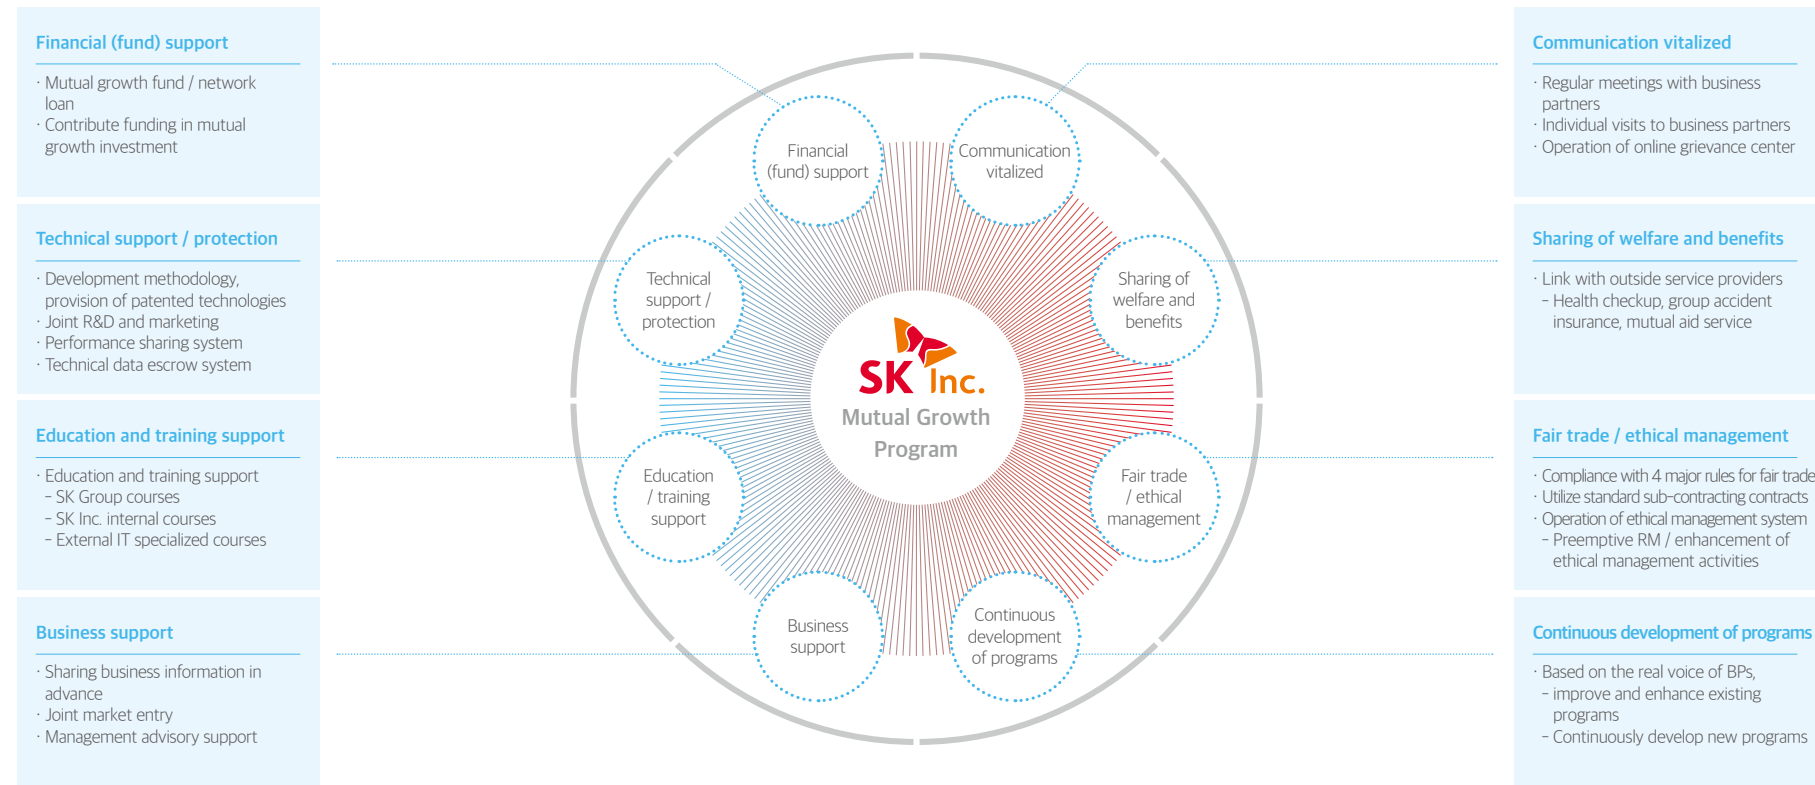 Financial (fund) support
· Mutual growth fund / network
loan
· Contribute funding in mutual
growth investment
Technical support / protection
· Development methodology,
provision of patented technologies
· Joint R&D and marketing
· Performance sharing system
· Technical data escrow system
Education and training support
· Education and training support
- SK Group courses
- SK Inc. internal courses
- External IT specialized courses
Business support
· Sharing business information in
advance
· Joint market entry
· Management advisory support
Financial
(fund) support
Communication
vitalized
Technical
support /
protection
Sharing of
welfare and
benefits
SK Inc.
Mutual Growth
Program
Education
/ training
support
Fair trade
/ ethical
management
Business
support
Continuous
development
of programs
Communication vitalized
· Regular meetings with business
partners
· Individual visits to business partners
· Operation of online grievance center
Sharing of welfare and benefits
· Link with outside service providers
- Health checkup, group accident
insurance, mutual aid service
Fair trade / ethical management
· Compliance with 4 major rules for fair trade
· Utilize standard sub-contracting contracts
· Operation of ethical management system
- Preemptive RM / enhancement of
ethical management activities
Continuous development of programs
· Based on the real voice of BPs,
- improve and enhance existing
programs
- Continuously develop new programs